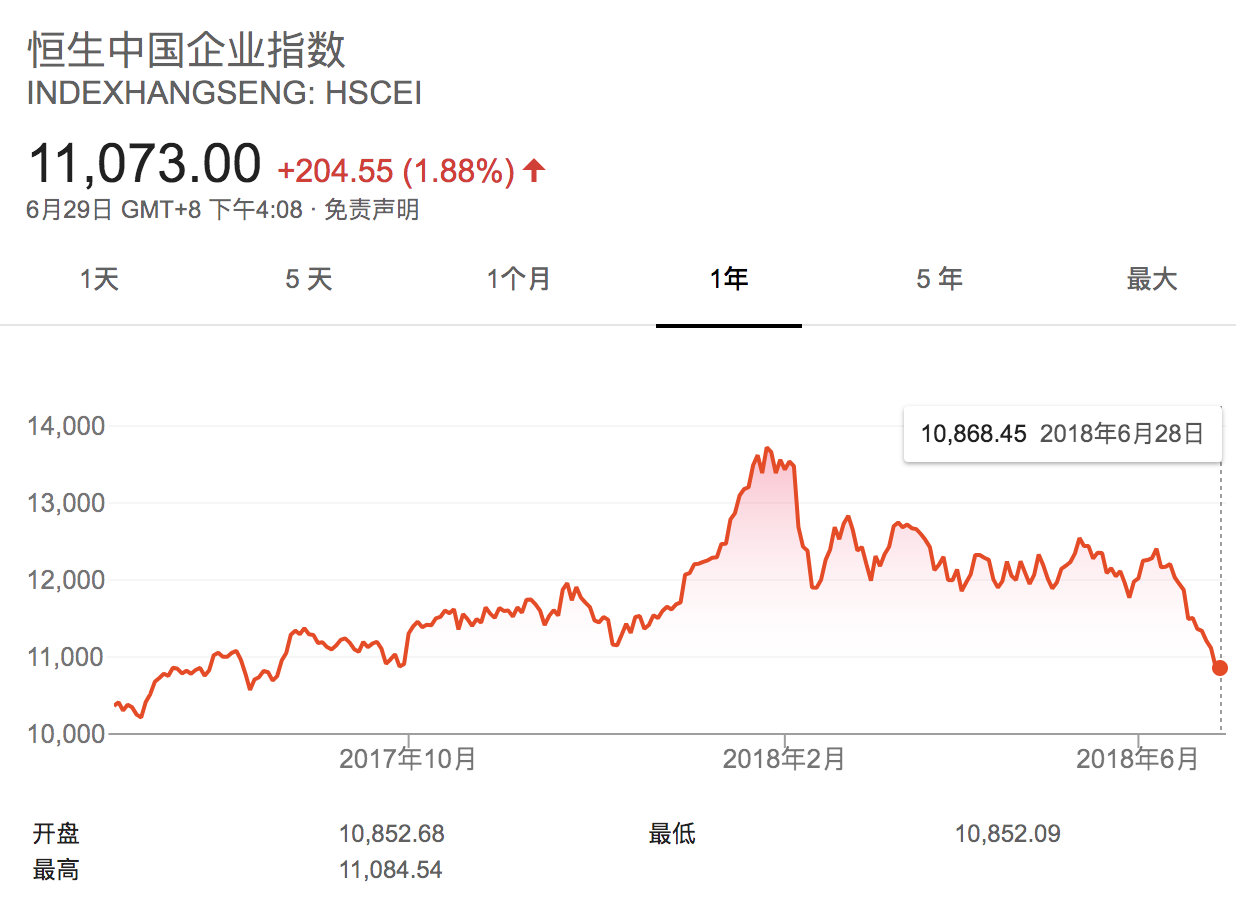 恒生中国企业指数
INDEXHANGSENG: HSCEI
11,073.00 +204.55 (1.88%)
6月29日 GMT+8 下午4:08 · 免责声明
1天 5 天 1个月 1年 5 年 最大
10,868.45 2018年6月28日
14,000
13,000
12,000
11,000
10,000
2017年10月 2018年2月 2018年6月
开盘 10,852.68 最低 10,852.09
最高 11,084.54